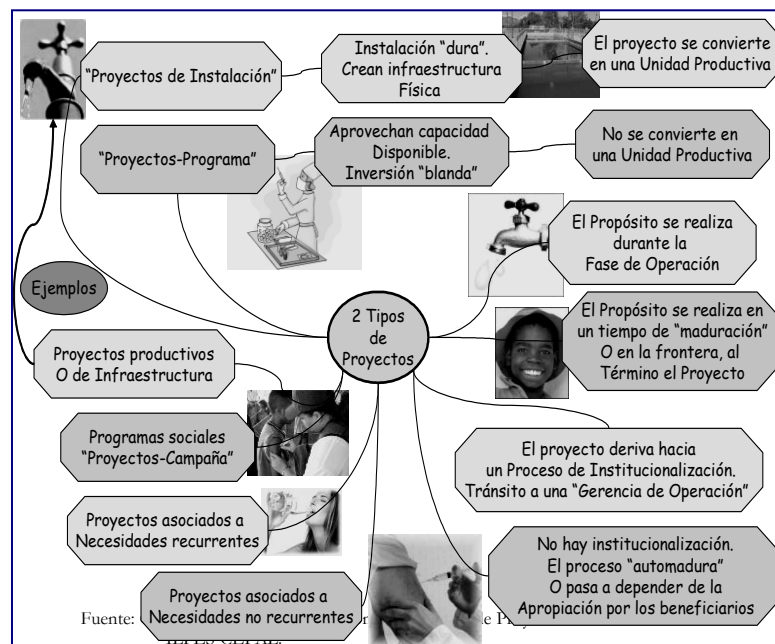 “Proyectos de Instalación”
Instalación “dura”.
Crean infraestructura
Física
El proyecto se convierte
en una Unidad Productiva
“Proyectos-Programa”
Aprovechan capacidad
Disponible.
Inversión “blanda”
No se convierte en
una Unidad Productiva
El Propósito se realiza
durante la
Fase de Operación
Ejemplos
2 Tipos
de
Proyectos
El Propósito se realiza en
un tiempo de “maduración”
O en la frontera, al
Término el Proyecto
Proyectos productivos
O de Infraestructura
Programas sociales
“Proyectos-Campaña”
El proyecto deriva hacia
un Proceso de Institucionalización.
Tránsito a una “Gerencia de Operación”
Proyectos asociados a
Necesidades recurrentes
No hay institucionalización.
El proceso “automadura”
O pasa a depender de la
Apropiación por los beneficiarios
Proyectos asociados a
Necesidades no recurrentes
Fuente: de